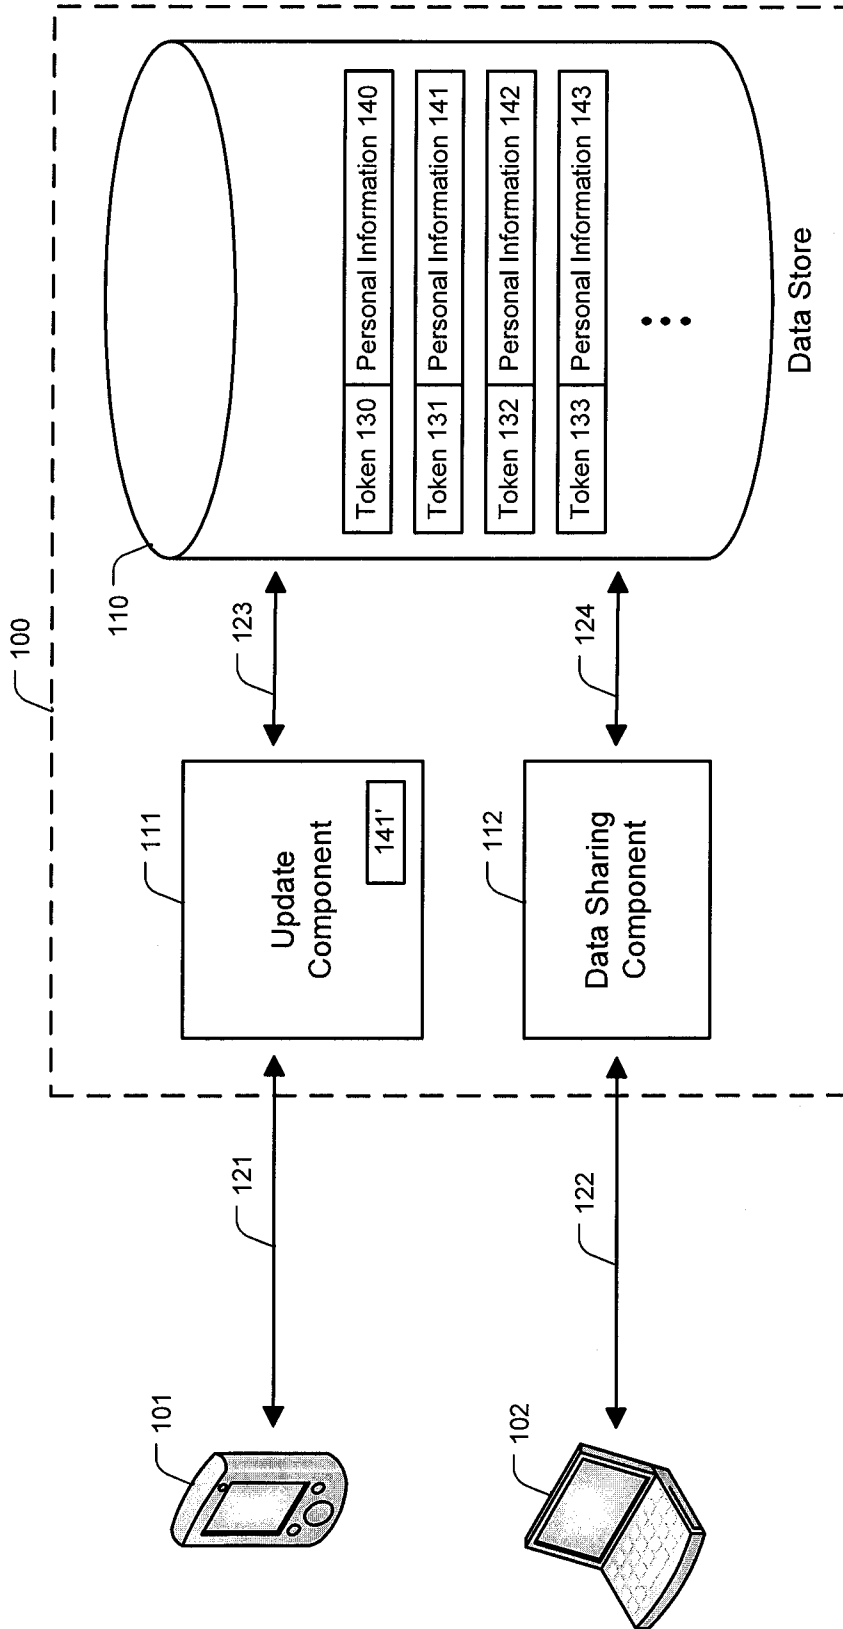 100
101
121
111
Update
Component
141'
123
110
Token 130
Personal Information 140
Token 131
Personal Information 141
Token 132
Personal Information 142
Token 133
Personal Information 143
102
122
112
Data Sharing
Component
124
Data Store